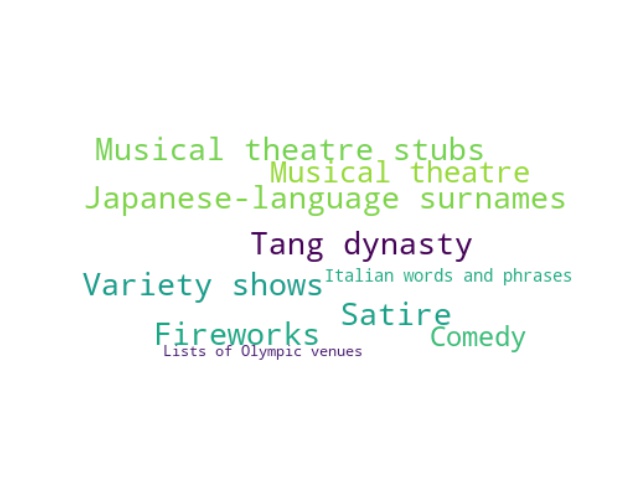 Musical theatre stubs
Musical theatre
Japanese-language surnames
Tang dynasty
Italian words and phrases
Variety shows
Satire
Fireworks
Comedy
Lists of Olympic venues